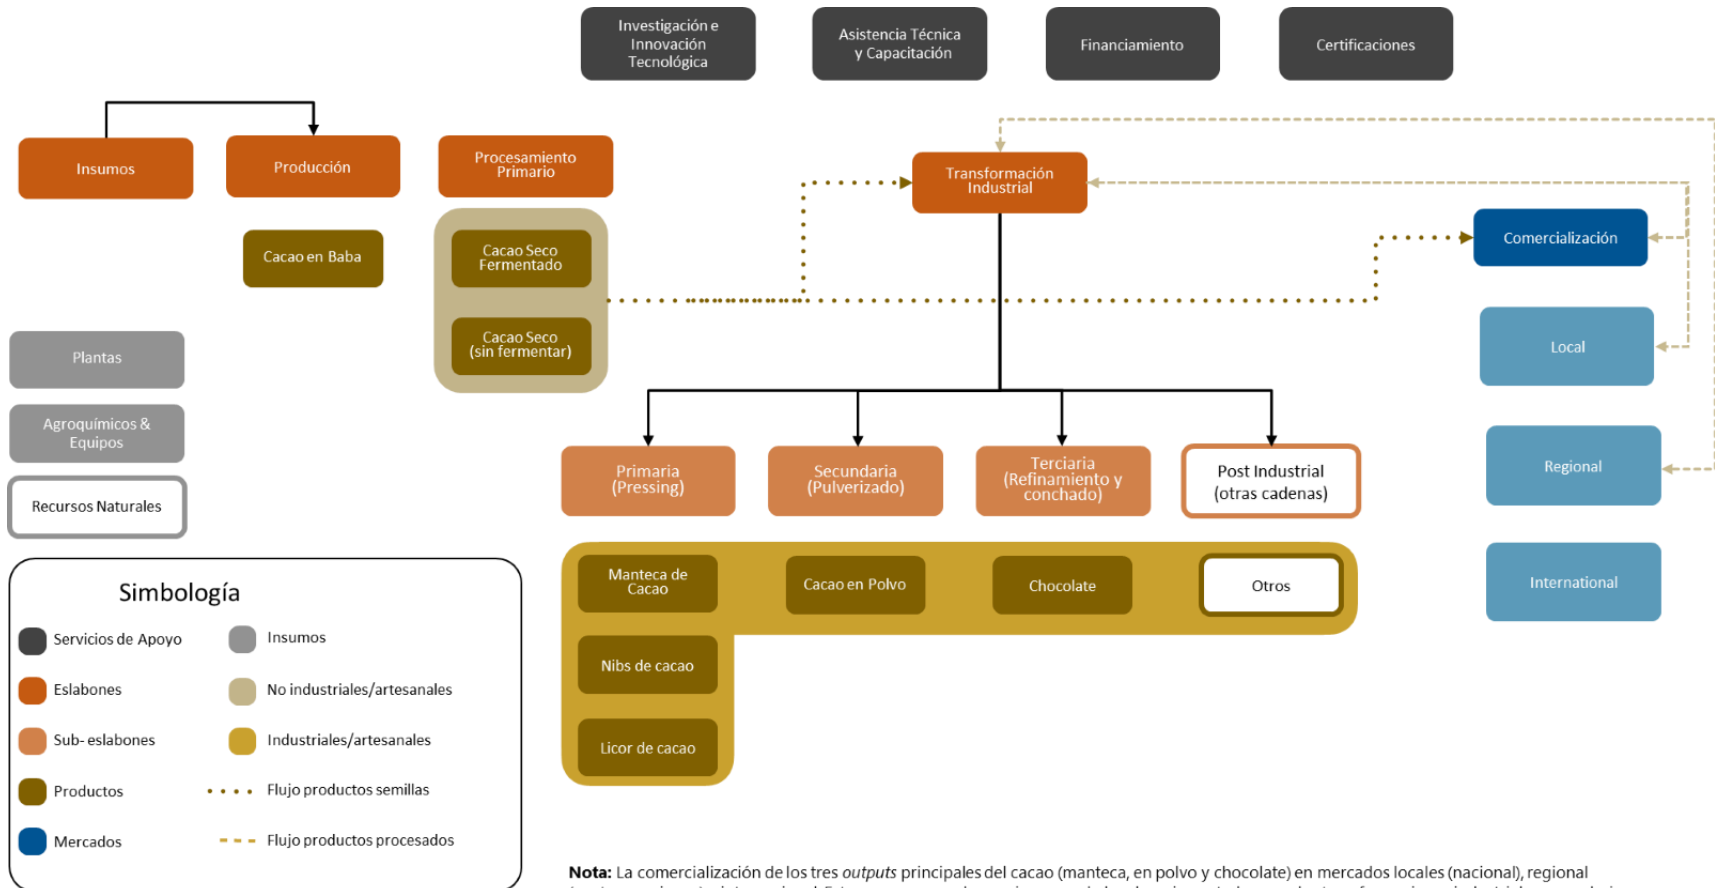 Investigación e
Innovación
Tecnológica
Asistencia Técnica
y Capacitación
Financiamiento
Certificaciones
Insumos
Producción
Procesamiento
Primario
Transformación
Industrial
Comercialización
Cacao en Baba
Cacao Seco
Fermentado
Cacao Seco
(sin fermentar)
Plantas
Agroquímicos &
Equipos
Recursos Naturales
Local
Regional
International
Primaria
(Pressing)
Secundaria
(Pulverizado)
Terciaria
(Refinamiento y
conchado)
Post Industrial
(otras cadenas)
Manteca de
Cacao
Cacao en Polvo
Chocolate
Otros
Nibs de cacao
Licor de cacao
Simbología
Servicios de Apoyo
Insumos
Eslabones
No industriales/artesanales
Sub- eslabones
Industriales/artesanales
Productos
Flujo productos semillas
Mercados
Flujo productos procesados
Nota: La comercialización de los tres outputs principales del cacao (manteca, en polvo y chocolate) en mercados locales (nacional), regional